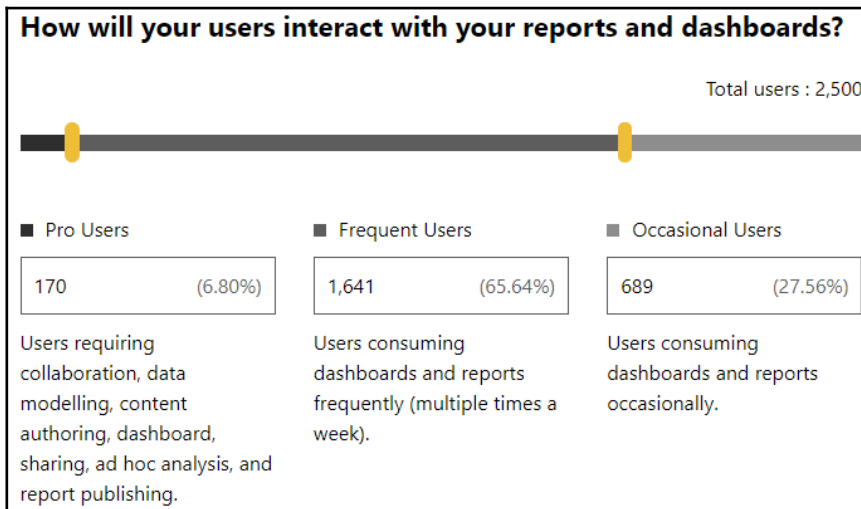 How will your users interact with your reports and dashboards?
Total users : 2,500
Pro Users
Frequent Users
Occasional Users
170 (6.80%)
1,641 (65.64%)
689 (27.56%)
Users requiring
collaboration, data
modelling, content
authoring, dashboard,
sharing, ad hoc analysis, and
report publishing.
Users consuming
dashboards and reports
frequently (multiple times a
week).
Users consuming
dashboards and reports
occasionally.